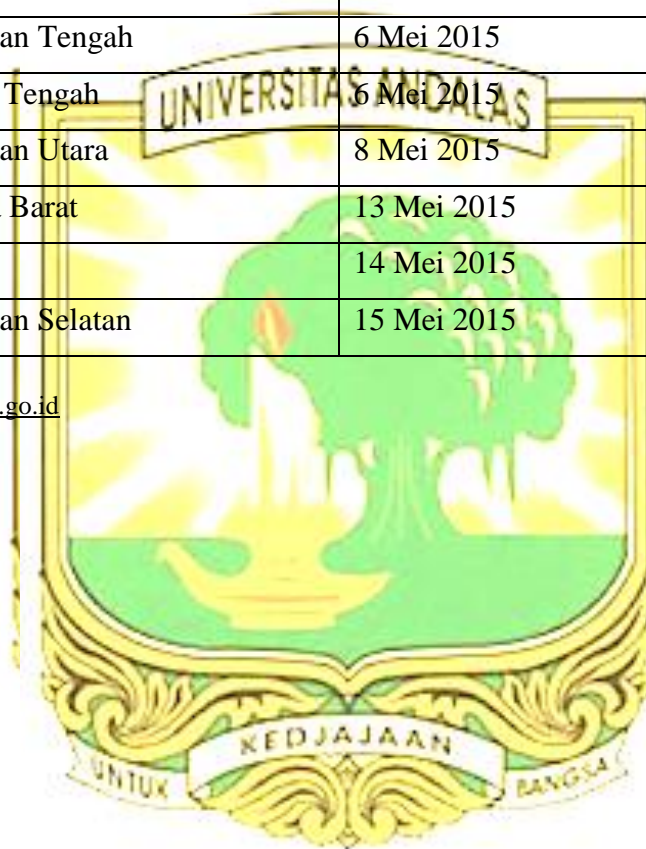 an Tengah 6 Mei 2015
Tengah 6 Mei 2015
UNIVERSITAS ANDALAS
an Utara 8 Mei 2015
Barat 13 Mei 2015
14 Mei 2015
an Selatan 15 Mei 2015
.go.id
KEDJAJAAN
UNTUK BANGSA